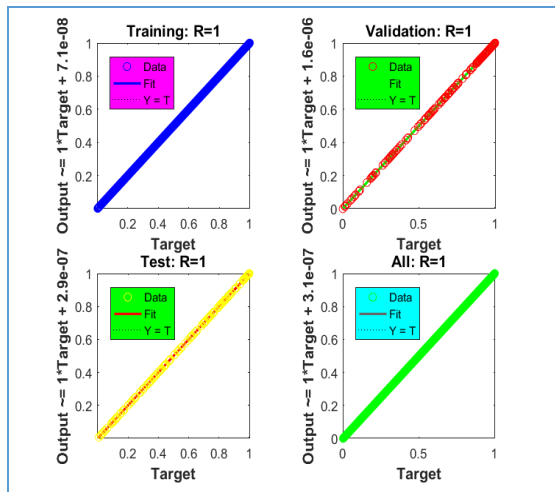 Training: R=1
Output ~= 1*Target + 7.1e-08
1
0.8
0.6
0.4
0.2
Data
Fit
Y = T
0.2 0.4 0.6 0.8 1
Target
Validation: R=1
Output ~= 1*Target + 1.6e-06
1
0.8
0.6
0.4
0.2
0
Data
Fit
Y = T
0 0.5 1
Target
Test: R=1
Output ~= 1*Target + 2.9e-07
1
0.8
0.6
0.4
0.2
Data
Fit
Y = T
0.2 0.4 0.6 0.8 1
Target
All: R=1
Output ~= 1*Target + 3.1e-07
1
0.8
0.6
0.4
0.2
0
Data
Fit
Y = T
0 0.5 1
Target